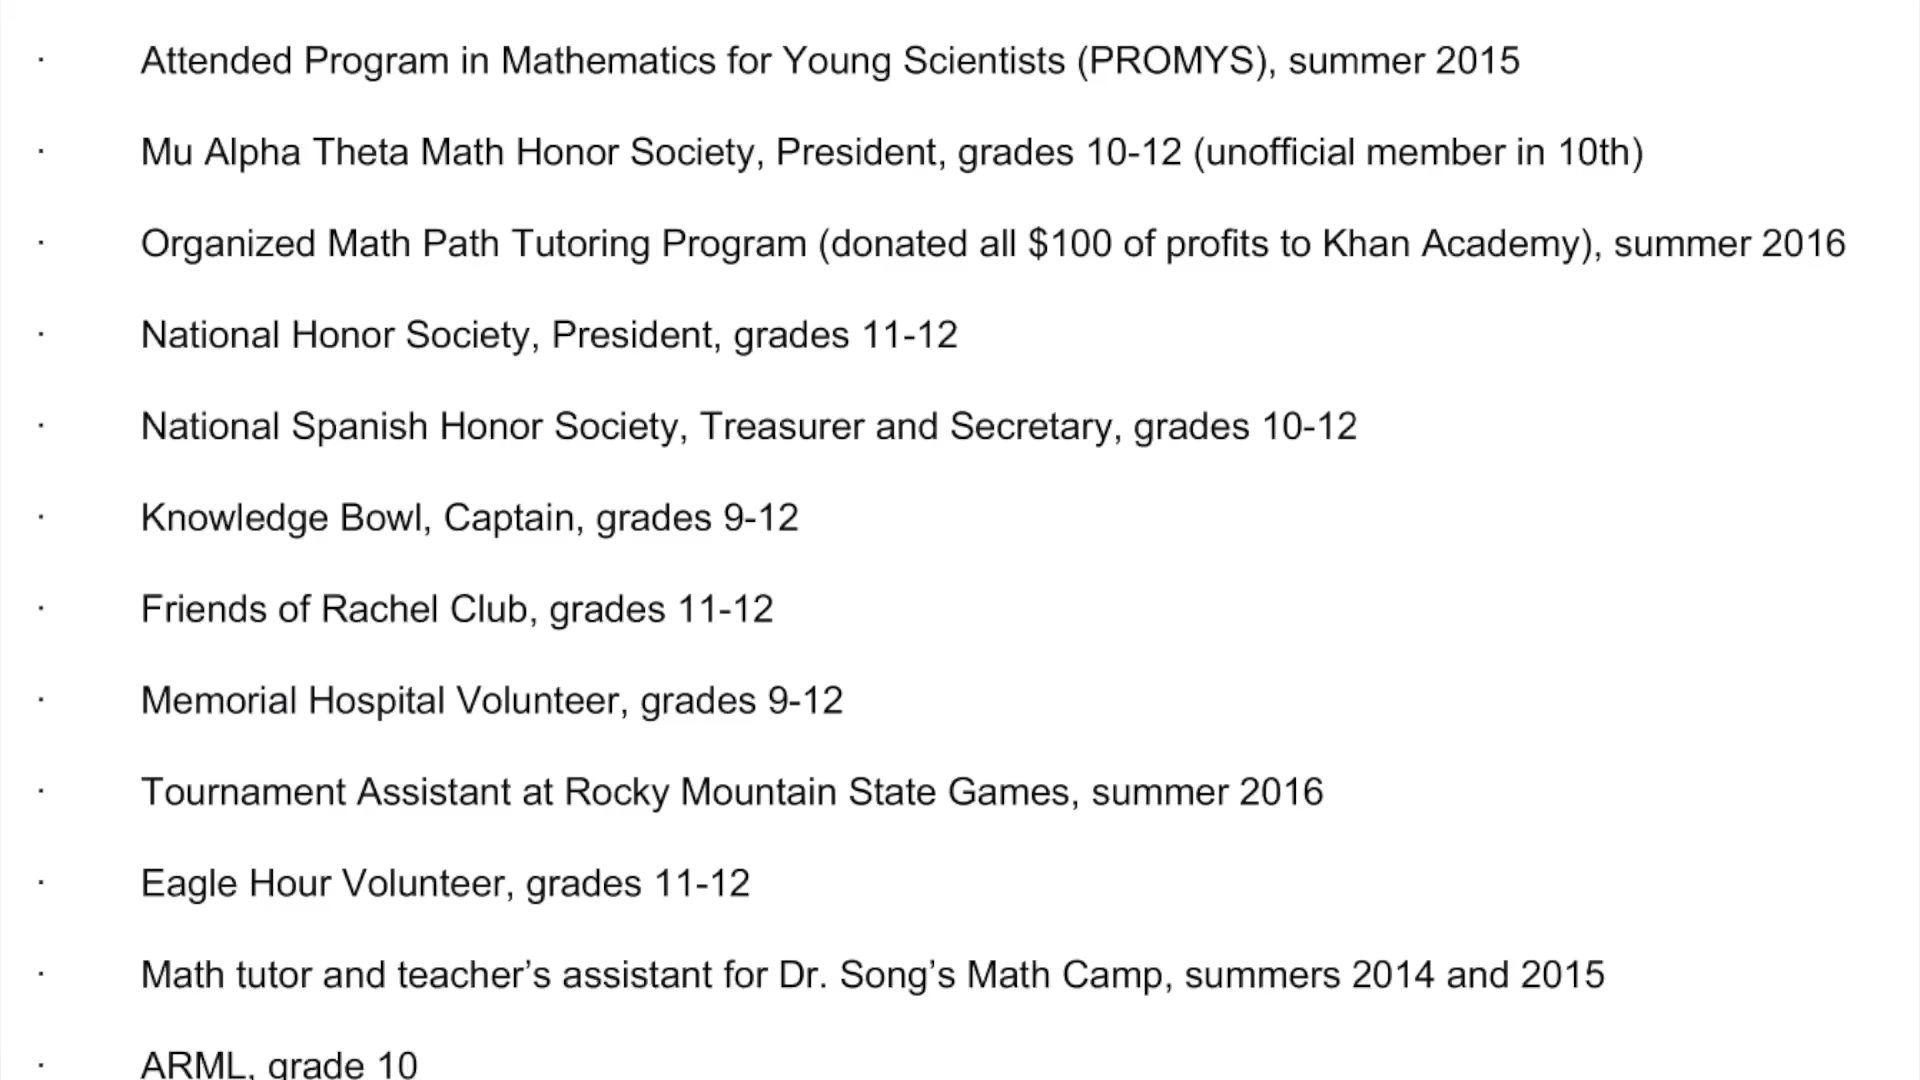 · Attended Program in Mathematics for Young Scientists (PROMYS), summer 2015
· Mu Alpha Theta Math Honor Society, President, grades 10-12 (unofficial member in 10th)
· Organized Math Path Tutoring Program (donated all $100 of profits to Khan Academy), summer 2016
· National Honor Society, President, grades 11-12
· National Spanish Honor Society, Treasurer and Secretary, grades 10-12
· Knowledge Bowl, Captain, grades 9-12
· Friends of Rachel Club, grades 11-12
· Memorial Hospital Volunteer, grades 9-12
· Tournament Assistant at Rocky Mountain State Games, summer 2016
· Eagle Hour Volunteer, grades 11-12
· Math tutor and teacher’s assistant for Dr. Song’s Math Camp, summers 2014 and 2015
· ARML, grade 10